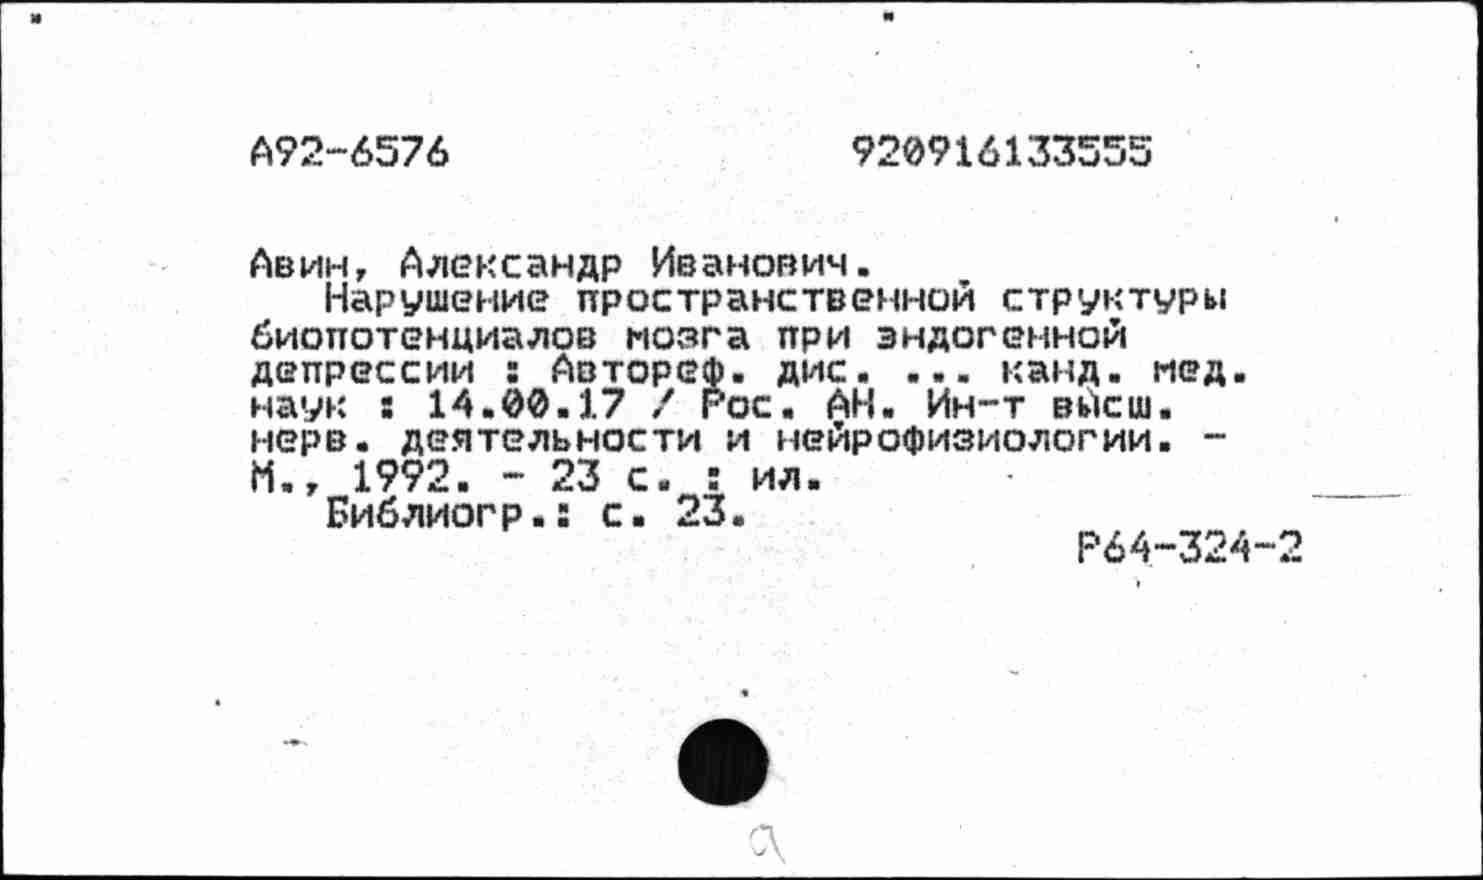 А92-6576 920916133555
Авин, Александр Иванович.
Нарушение пространственной структуры
биопотенциалов мозга при эндогенной
депрессии : Автореф. дис. ... канд. мед.
наук : 14.00.17 / Рос. АН. Ин-т высш.
нерв. деятельности и нейрофизиологии. -
М., 1992. - 23 с. : ил.
Библиогр.: с. 23.
Р64-324-2
а